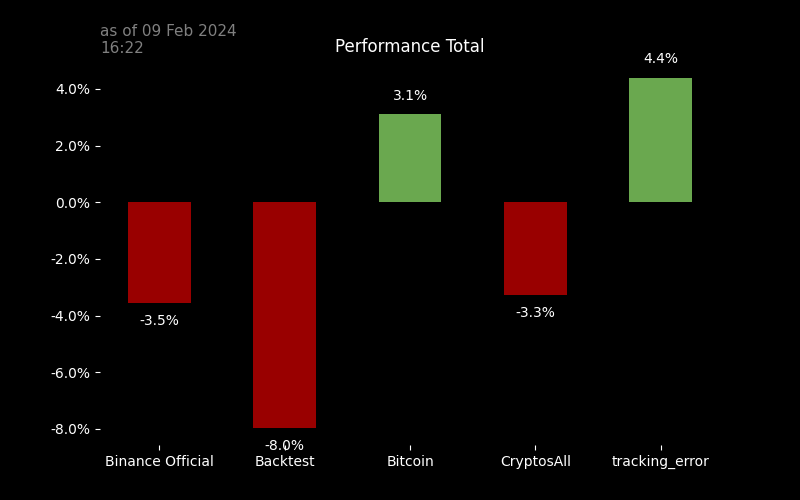 as of 09 Feb 2024
16:22
Performance Total
4.4%
4.0%
3.1%
2.0%
0.0%
-2.0%
-3.3%
-3.5%
-4.0%
-6.0%
-8.0%
-8.0%
Binance Official
Backtest
Bitcoin
CryptosAll
tracking_error